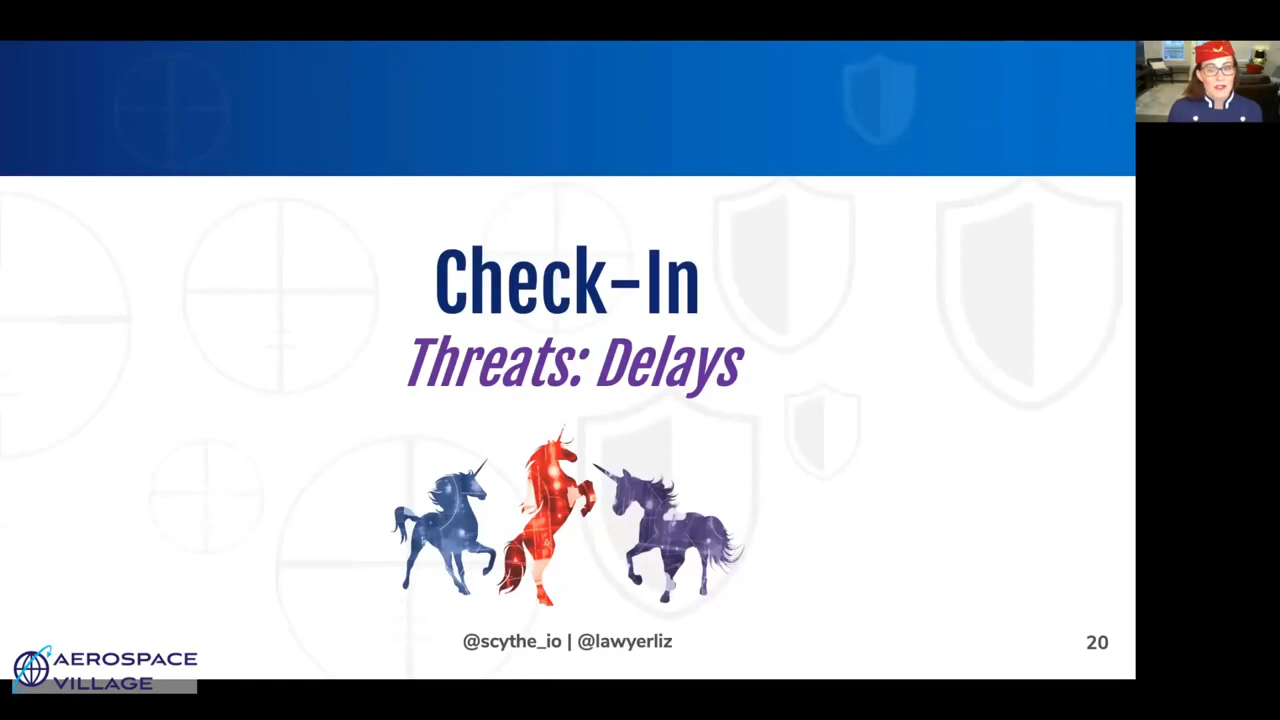 Check-In
Threats: Delays
@scythe_io | @lawyerliz
20
AEROSPACE
VILLAGE